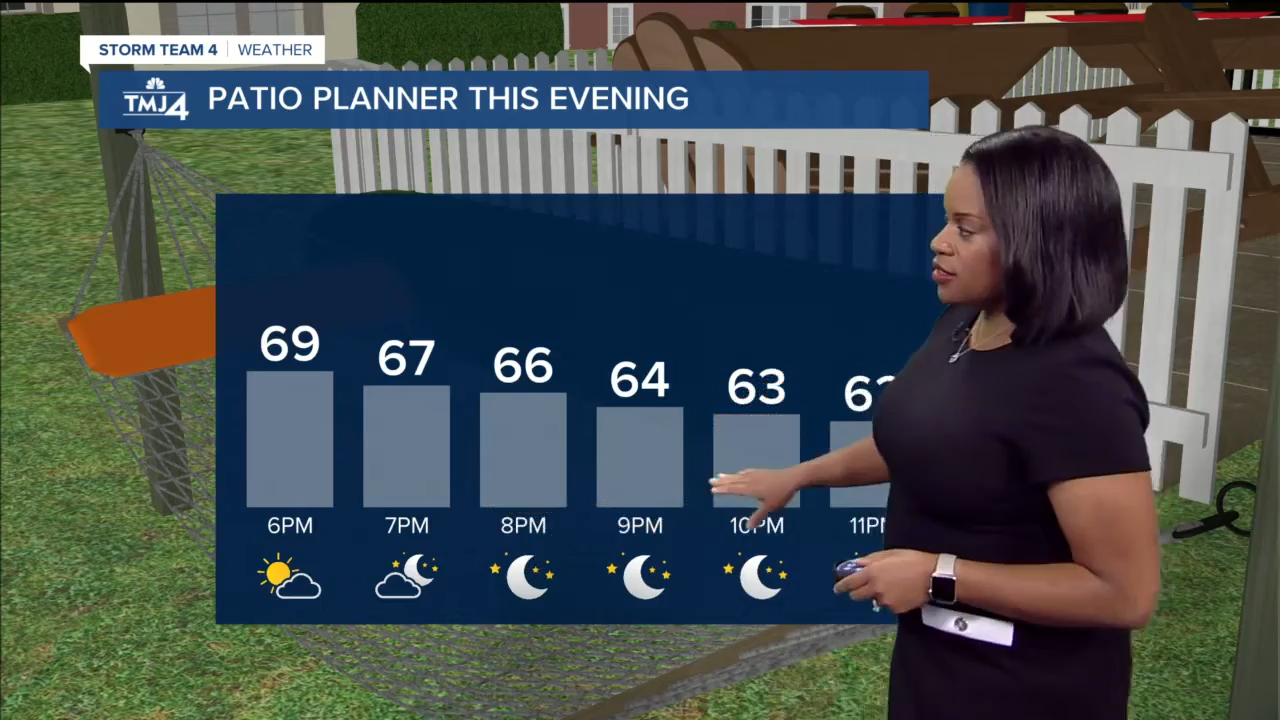 STORM TEAM 4 | WEATHER
TMJ4 PATIO PLANNER THIS EVENING
69 67 66 64 63
6PM 7PM 8PM 9PM 10PM